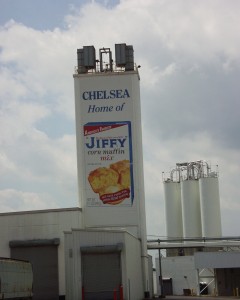 CHELSEA
Home of
JIFFY
corn muffin
mix